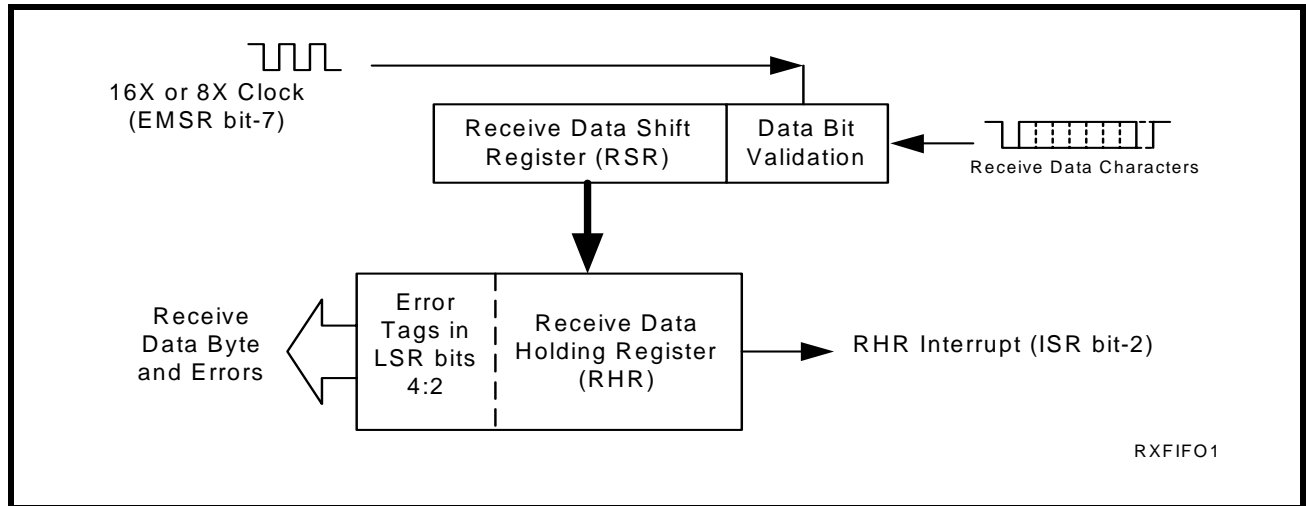 16X or 8X Clock
(EMSR bit-7)
Receive Data Shift
Register (RSR)
Data Bit
Validation
Receive Data Characters
Receive
Data Byte
and Errors
Error
Tags in
LSR bits
4:2
Receive Data
Holding Register
(RHR)
RHR Interrupt (ISR bit-2)
RXFIFO1